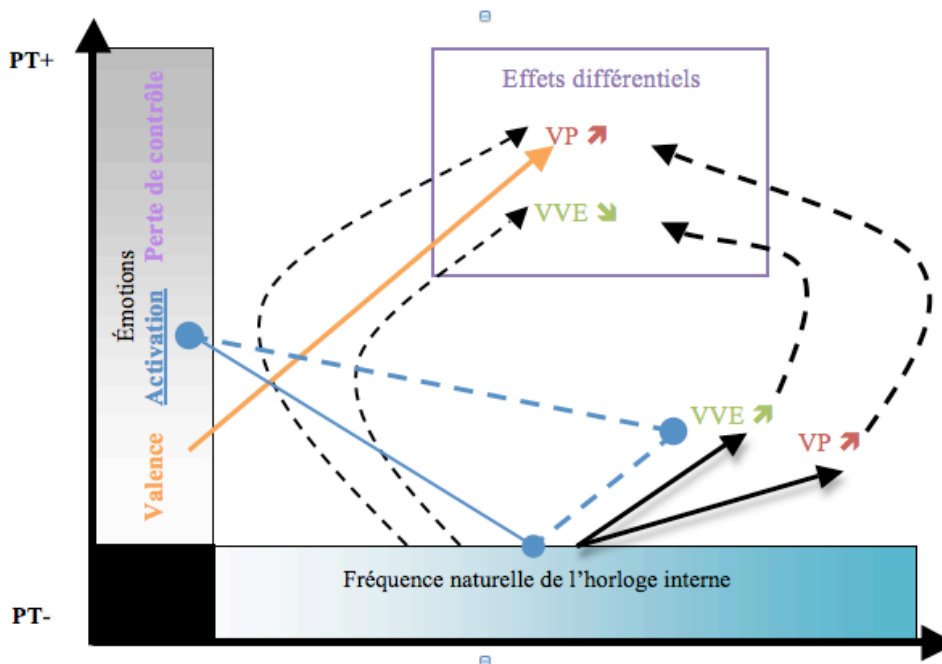 PT+
Effets différentiels
VP
VVE
Émotions
Perte de contrôle
Activation
Valence
VVE
VP
Fréquence naturelle de l'horloge interne
PT-